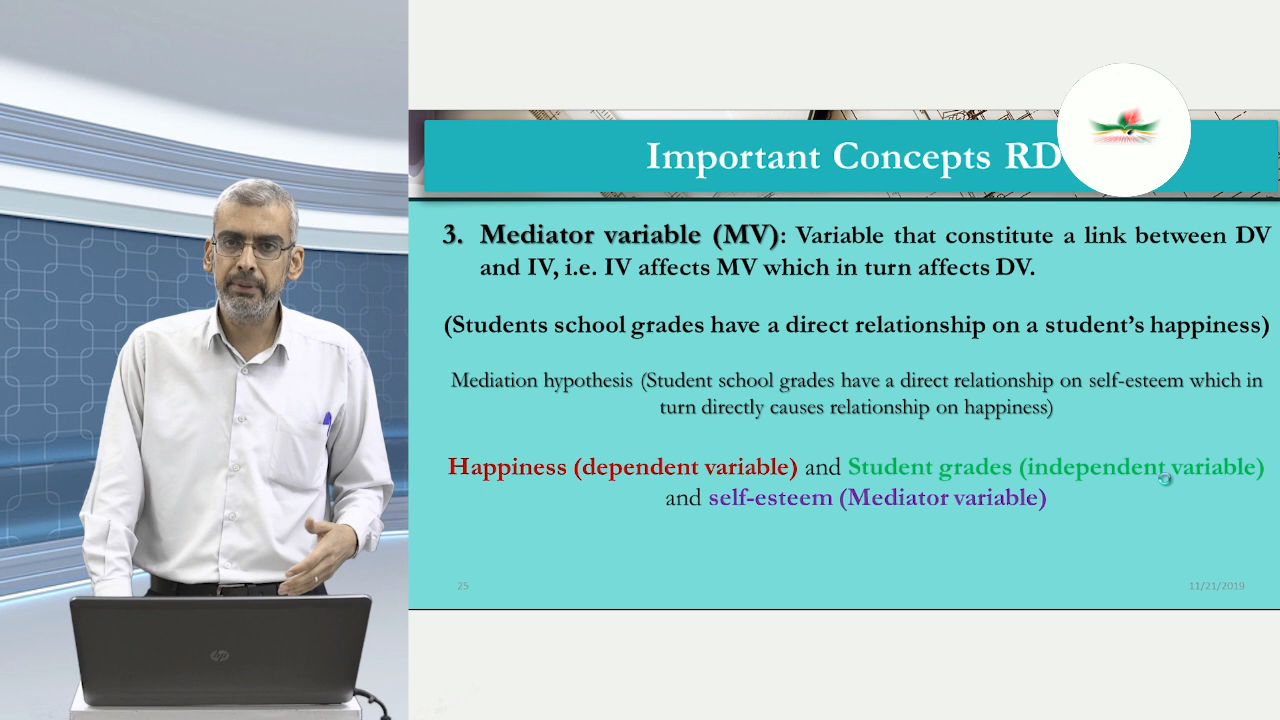 Important Concepts RD
3. Mediator variable (MV): Variable that constitute a link between DV
and IV, i.e. IV affects MV which in turn affects DV.
(Students school grades have a direct relationship on a student's happiness)
Mediation hypothesis (Student school grades have a direct relationship on self-esteem which in
turn directly causes relationship on happiness)
Happiness (dependent variable) and Student grades (independent variable)
and self-esteem (Mediator variable)
25
11/21/2019
hp